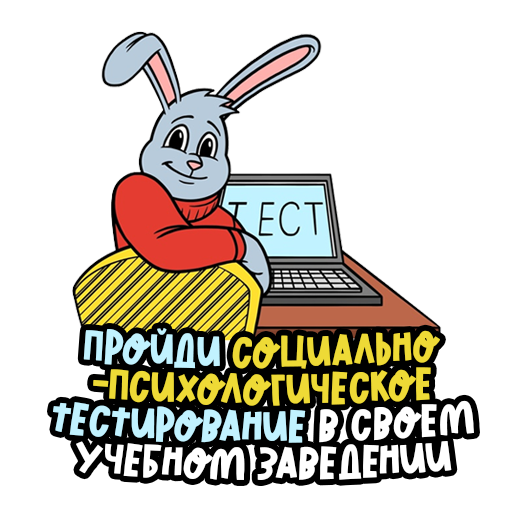 ТЕСТ
ПРОЙДИ СОЦИАЛЬНО
-ПСИХОЛОГИЧЕСКОЕ
ТЕСТИРОВАНИЕ В СВОЕМ
УЧЕБНОМ ЗАВЕДЕНИИ